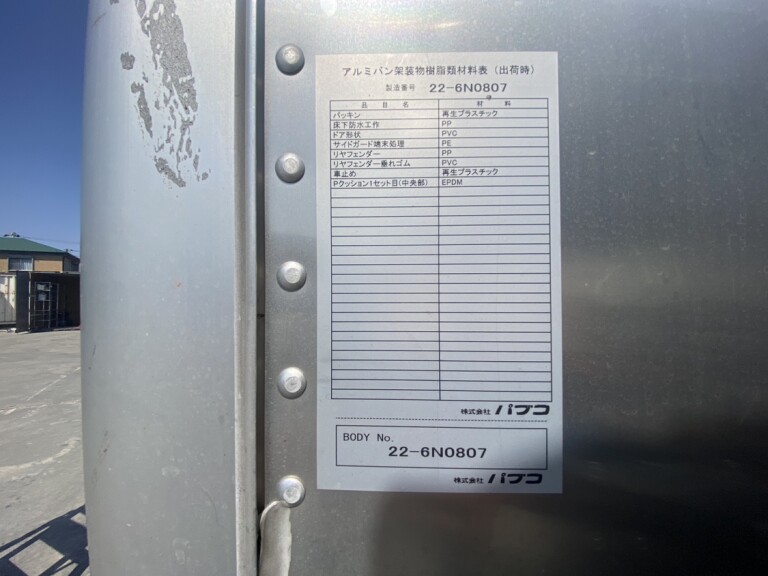 アルミバン架装物樹脂類材料表（出荷時）
製造番号 22-6N0807
品目名 材料
パッキン 再生プラスチック
床下防水工作 PP
ドア形状 PVC
サイドガード端末処理 PE
リヤフェンダー PP
リヤフェンダー垂れゴム PVC
車止め 再生プラスチック
Pクッション1セット目(中央部) EPDM
株式会社 パブコ
BODY No.
22-6N0807
株式会社 パブコ